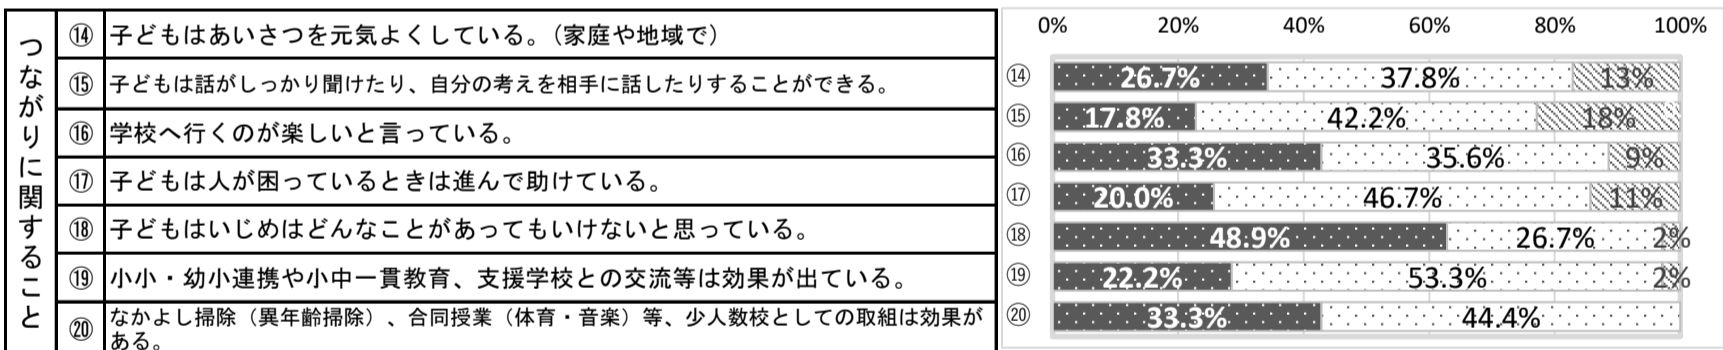 つながりに関すること
⑭ 子どもはあいさつを元気よくしている。（家庭や地域で）
⑮ 子どもは話がしっかり聞けたり、自分の考えを相手に話したりすることができる。
⑯ 学校へ行くのが楽しいと言っている。
⑰ 子どもは人が困っているときは進んで助けている。
⑱ 子どもはいじめはどんなことがあってもいけないと思っている。
⑲ 小小・幼小連携や小中一貫教育、支援学校との交流等は効果が出ている。
⑳ なかよし掃除（異年齢掃除）、合同授業（体育・音楽）等、少人数校としての取組は効果が
ある。
0% 20% 40% 60% 80% 100%
⑭ 26.7% 37.8% 13%
⑮ 17.8% 42.2% 18%
⑯ 33.3% 35.6% 9%
⑰ 20.0% 46.7% 11%
⑱ 48.9% 26.7% 2%
⑲ 22.2% 53.3% 2%
⑳ 33.3% 44.4%